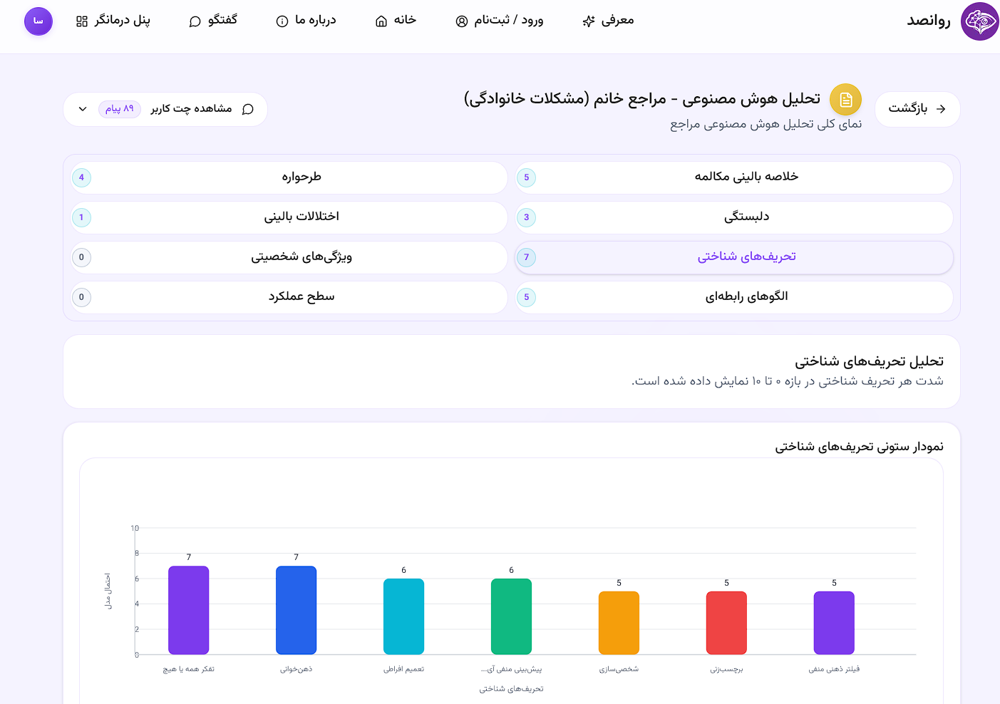 روانصد
معرفی
ورود / ثبت‌نام
خانه
درباره ما
گفتگو
پنل درمانگر
سا
بازگشت
تحلیل هوش مصنوعی - مراجع خانم (مشکلات خانوادگی)
نمای کلی تحلیل هوش مصنوعی مراجع
مشاهده چت کاربر
۸۹ پیام
خلاصه بالینی مکالمه 5
طرحواره 4
دلبستگی 3
اختلالات بالینی 1
تحریف‌های شناختی 7
ویژگی‌های شخصیتی 0
الگوهای رابطه‌ای 5
سطح عملکرد 0
تحلیل تحریف‌های شناختی
شدت هر تحریف شناختی در بازه ۰ تا ۱۰ نمایش داده شده است.
نمودار ستونی تحریف‌های شناختی
10
8
6
4
2
0
احتمال مدل
7
7
6
6
5
5
5
تفکر همه یا هیچ
ذهن‌خوانی
تعمیم افراطی
پیش‌بینی منفی آی...
شخصی‌سازی
برچسب‌زنی
فیلتر ذهنی منفی
تحریف‌های شناختی